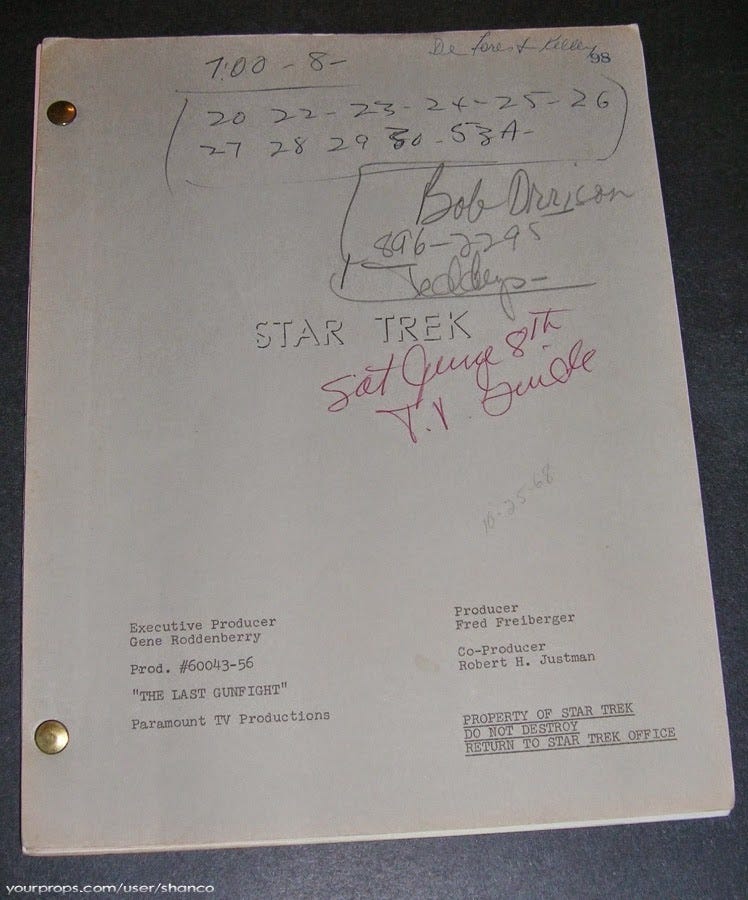 De Forest Kelley
98
7:00 - 8-
20 22- 23- 24-25-26
27 28 29 30-53A-
Bob Orrison
896-2295
Teddys-
STAR TREK
Sat June 8th
T.V. Guide
10-25-68
Executive Producer
Gene Roddenberry
Prod. #60043-56
"THE LAST GUNFIGHT"
Paramount TV Productions
Producer
Fred Freiberger
Co-Producer
Robert H. Justman
PROPERTY OF STAR TREK
DO NOT DESTROY
RETURN TO STAR TREK OFFICE
yourprops.com/user/shanco